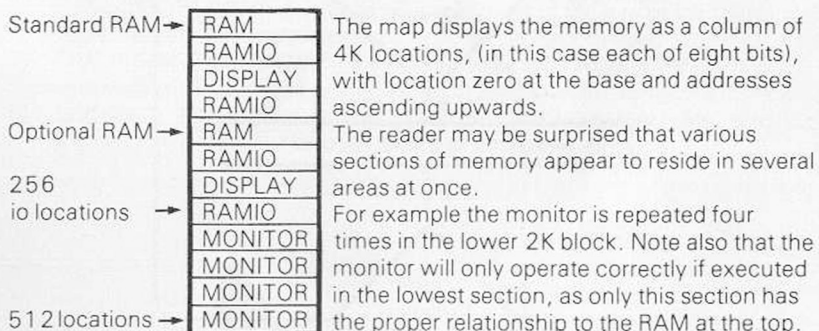 Standard RAM→ RAM
RAMIO
DISPLAY
RAMIO
Optional RAM→ RAM
RAMIO
256 DISPLAY
io locations → RAMIO
MONITOR
MONITOR
MONITOR
512 locations → MONITOR
The map displays the memory as a column of
4K locations, (in this case each of eight bits),
with location zero at the base and addresses
ascending upwards.
The reader may be surprised that various
sections of memory appear to reside in several
areas at once.
For example the monitor is repeated four
times in the lower 2K block. Note also that the
monitor will only operate correctly if executed
in the lowest section, as only this section has
the proper relationship to the RAM at the top.